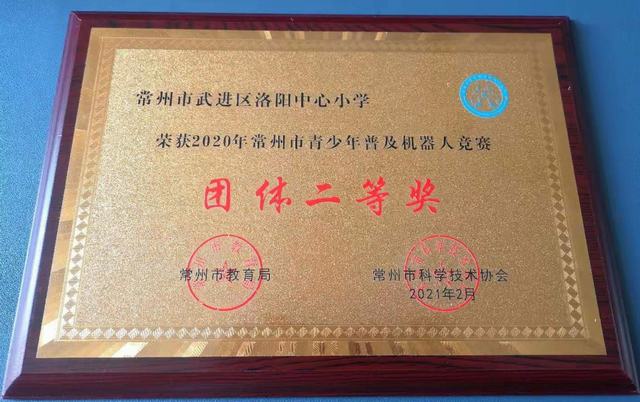 常州市武进区洛阳中心小学
荣获2020年常州市青少年普及机器人竞赛
团体二等奖
常州市教育局
常州市科学技术协会
2021年2月